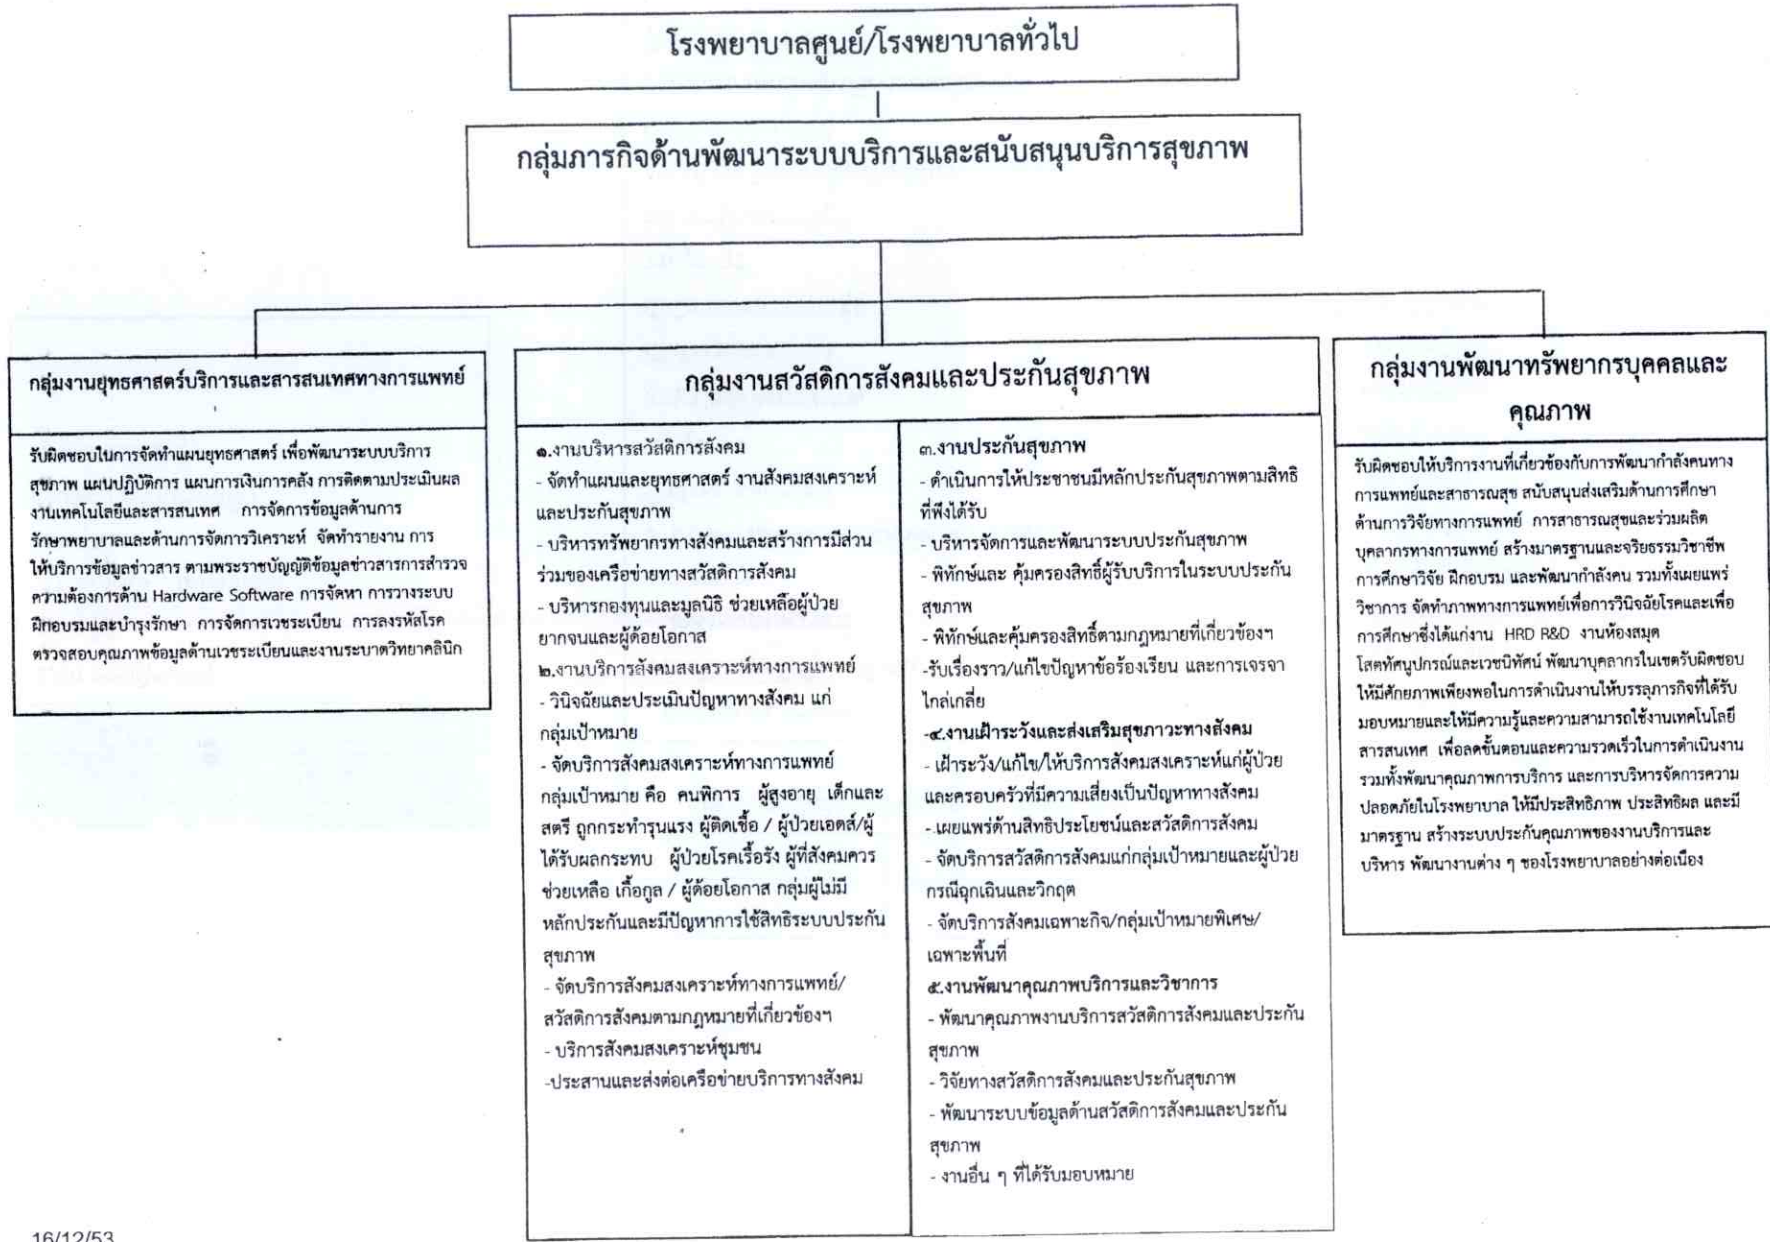 โรงพยาบาลศูนย์/โรงพยาบาลทั่วไป
กลุ่มภารกิจด้านพัฒนาระบบบริการและสนับสนุนบริการสุขภาพ
กลุ่มงานยุทธศาสตร์บริการและสารสนเทศทางการแพทย์
รับผิดชอบในการจัดทำแผนยุทธศาสตร์ เพื่อพัฒนาระบบบริการ
สุขภาพ แผนปฏิบัติการ แผนการเงินการคลัง การติดตามประเมินผล
งานเทคโนโลยีและสารสนเทศ การจัดการข้อมูลด้านการ
รักษาพยาบาลและด้านการจัดการวิเคราะห์ จัดทำรายงาน การ
ให้บริการข้อมูลข่าวสาร ตามพระราชบัญญัติข้อมูลข่าวสารการสำรวจ
ความต้องการด้าน Hardware Software การจัดหา การวางระบบ
ฝึกอบรมและบำรุงรักษา การจัดการเวชระเบียน การลงรหัสโรค
ตรวจสอบคุณภาพข้อมูลด้านเวชระเบียนและงานระบาดวิทยาคลินิก
กลุ่มงานสวัสดิการสังคมและประกันสุขภาพ
๑.งานบริหารสวัสดิการสังคม
- จัดทำแผนและยุทธศาสตร์ งานสังคมสงเคราะห์
และประกันสุขภาพ
- บริหารทรัพยากรทางสังคมและสร้างการมีส่วน
ร่วมของเครือข่ายทางสวัสดิการสังคม
- บริหารกองทุนและมูลนิธิ ช่วยเหลือผู้ป่วย
ยากจนและผู้ด้อยโอกาส
๒.งานบริการสังคมสงเคราะห์ทางการแพทย์
- วินิจฉัยและประเมินปัญหาทางสังคม แก่
กลุ่มเป้าหมาย
- จัดบริการสังคมสงเคราะห์ทางการแพทย์
กลุ่มเป้าหมาย คือ คนพิการ ผู้สูงอายุ เด็กและ
สตรี ถูกกระทำรุนแรง ผู้ติดเชื้อ / ผู้ป่วยเอดส์/ผู้
ได้รับผลกระทบ ผู้ป่วยโรคเรื้อรัง ผู้ที่สังคมควร
ช่วยเหลือ เกื้อกูล / ผู้ด้อยโอกาส กลุ่มผู้ไม่มี
หลักประกันและมีปัญหาการใช้สิทธิระบบประกัน
สุขภาพ
- จัดบริการสังคมสงเคราะห์ทางการแพทย์/
สวัสดิการสังคมตามกฎหมายที่เกี่ยวข้องฯ
- บริการสังคมสงเคราะห์ชุมชน
-ประสานและส่งต่อเครือข่ายบริการทางสังคม
๓.งานประกันสุขภาพ
- ดำเนินการให้ประชาชนมีหลักประกันสุขภาพตามสิทธิ
ที่พึงได้รับ
- บริหารจัดการและพัฒนาระบบประกันสุขภาพ
- พิทักษ์และ คุ้มครองสิทธิ์ผู้รับบริการในระบบประกัน
สุขภาพ
- พิทักษ์และคุ้มครองสิทธิ์ตามกฎหมายที่เกี่ยวข้องฯ
-รับเรื่องราว/แก้ไขปัญหาข้อร้องเรียน และการเจรจา
ไกล่เกลี่ย
-๔.งานเฝ้าระวังและส่งเสริมสุขภาวะทางสังคม
- เฝ้าระวัง/แก้ไข/ให้บริการสังคมสงเคราะห์แก่ผู้ป่วย
และครอบครัวที่มีความเสี่ยงเป็นปัญหาทางสังคม
- เผยแพร่ด้านสิทธิประโยชน์และสวัสดิการสังคม
- จัดบริการสวัสดิการสังคมแก่กลุ่มเป้าหมายและผู้ป่วย
กรณีฉุกเฉินและวิกฤต
- จัดบริการสังคมเฉพาะกิจ/กลุ่มเป้าหมายพิเศษ/
เฉพาะพื้นที่
๕.งานพัฒนาคุณภาพบริการและวิชาการ
- พัฒนาคุณภาพงานบริการสวัสดิการสังคมและประกัน
สุขภาพ
- วิจัยทางสวัสดิการสังคมและประกันสุขภาพ
- พัฒนาระบบข้อมูลด้านสวัสดิการสังคมและประกัน
สุขภาพ
- งานอื่น ๆ ที่ได้รับมอบหมาย
กลุ่มงานพัฒนาทรัพยากรบุคคลและ
คุณภาพ
รับผิดชอบให้บริการงานที่เกี่ยวข้องกับการพัฒนากำลังคนทาง
การแพทย์และสาธารณสุข สนับสนุนส่งเสริมด้านการศึกษา
ด้านการวิจัยทางการแพทย์ การสาธารณสุขและร่วมผลิต
บุคลากรทางการแพทย์ สร้างมาตรฐานและจริยธรรมวิชาชีพ
การศึกษาวิจัย ฝึกอบรม และพัฒนากำลังคน รวมทั้งเผยแพร่
วิชาการ จัดทำภาพทางการแพทย์เพื่อการวินิจฉัยโรคและเพื่อ
การศึกษาซึ่งได้แก่งาน HRD R&D งานห้องสมุด
โสตทัศนูปกรณ์และเวชนิทัศน์ พัฒนาบุคลากรในเขตรับผิดชอบ
ให้มีศักยภาพเพียงพอในการดำเนินงานให้บรรลุภารกิจที่ได้รับ
มอบหมายและให้มีความรู้และความสามารถใช้งานเทคโนโลยี
สารสนเทศ เพื่อลดขั้นตอนและความรวดเร็วในการดำเนินงาน
รวมทั้งพัฒนาคุณภาพการบริการ และการบริหารจัดการความ
ปลอดภัยในโรงพยาบาล ให้มีประสิทธิภาพ ประสิทธิผล และมี
มาตรฐาน สร้างระบบประกันคุณภาพของงานบริการและ
บริหาร พัฒนางานต่าง ๆ ของโรงพยาบาลอย่างต่อเนื่อง
16/12/53